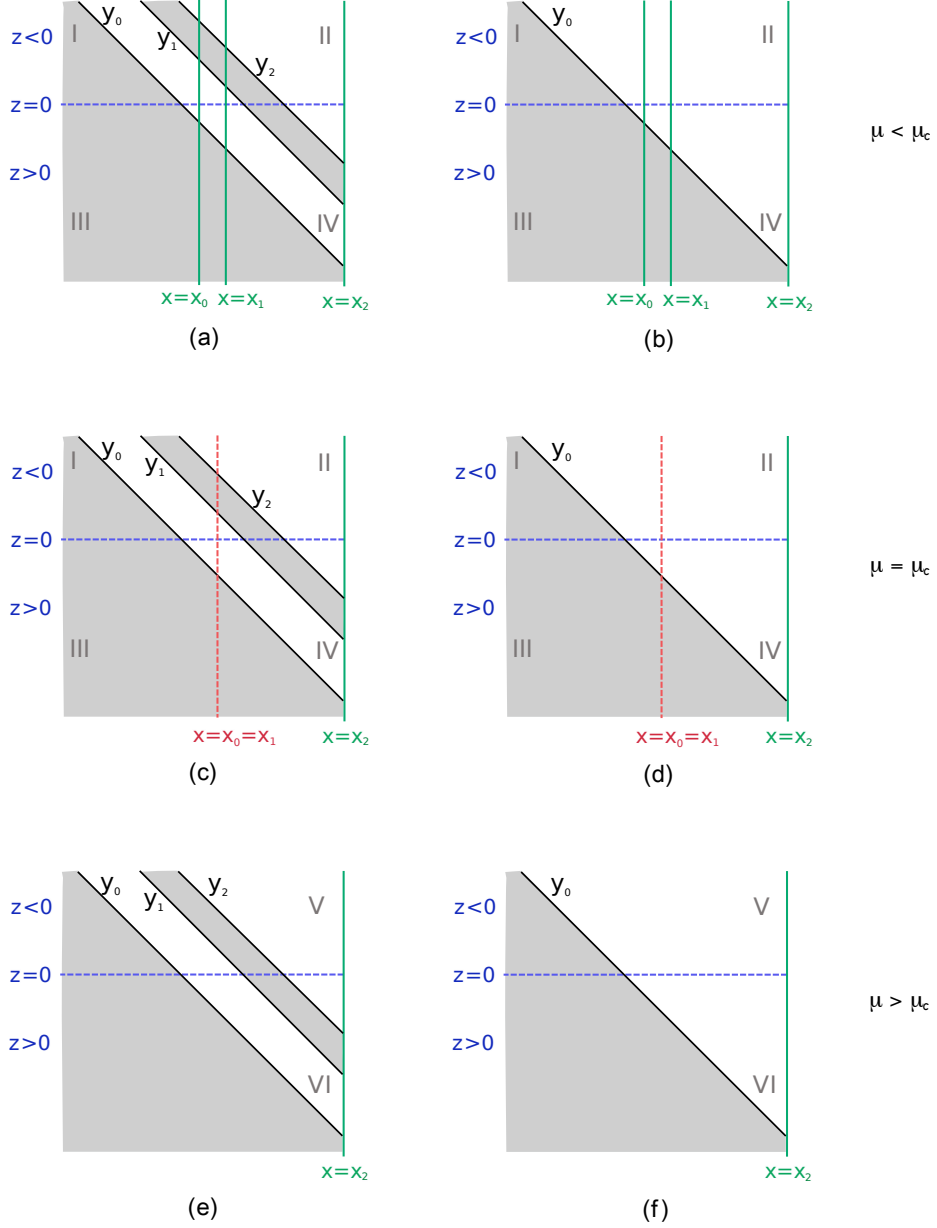 I y₀ II I y₀ II
z<0 y₁ y₂ z<0
z=0 z=0 μ < μ_c
z>0 z>0
III IV III IV
x=x₀ x=x₁ x=x₂ x=x₀ x=x₁ x=x₂
(a) (b)
I y₀ II I y₀ II
z<0 y₁ y₂ z<0
z=0 z=0 μ = μ_c
z>0 z>0
III IV III IV
x=x₀=x₁ x=x₂ x=x₀=x₁ x=x₂
(c) (d)
y₀ y₁ y₂ V y₀ V
z<0 z<0
z=0 z=0 μ > μ_c
z>0 z>0
VI VI
x=x₂ x=x₂
(e) (f)